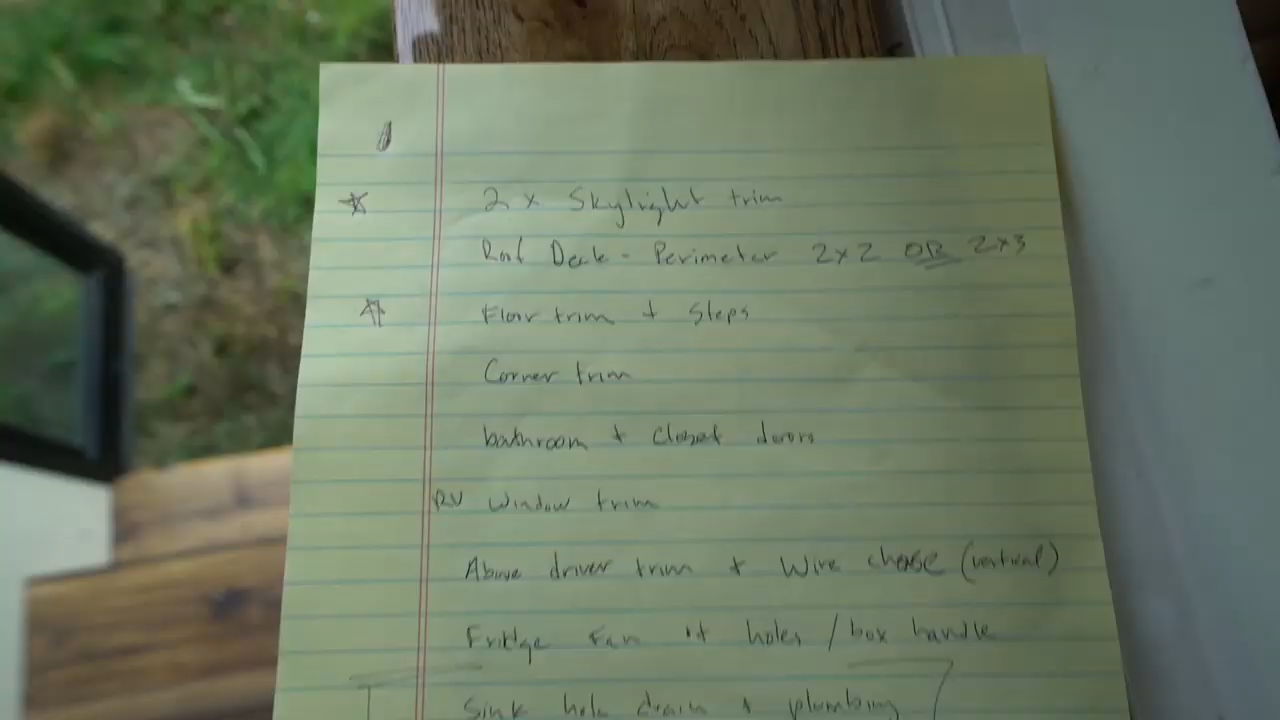 2x Skylight trim
Roof Deck - Perimeter 2x2 OR 2x3
Floor trim + Steps
Corner trim
bathroom + Closet doors
RV Window trim
Above driver trim + Wire chase (vertical)
Fridge Fan holes / box handle
Sink hole drain + plumbing